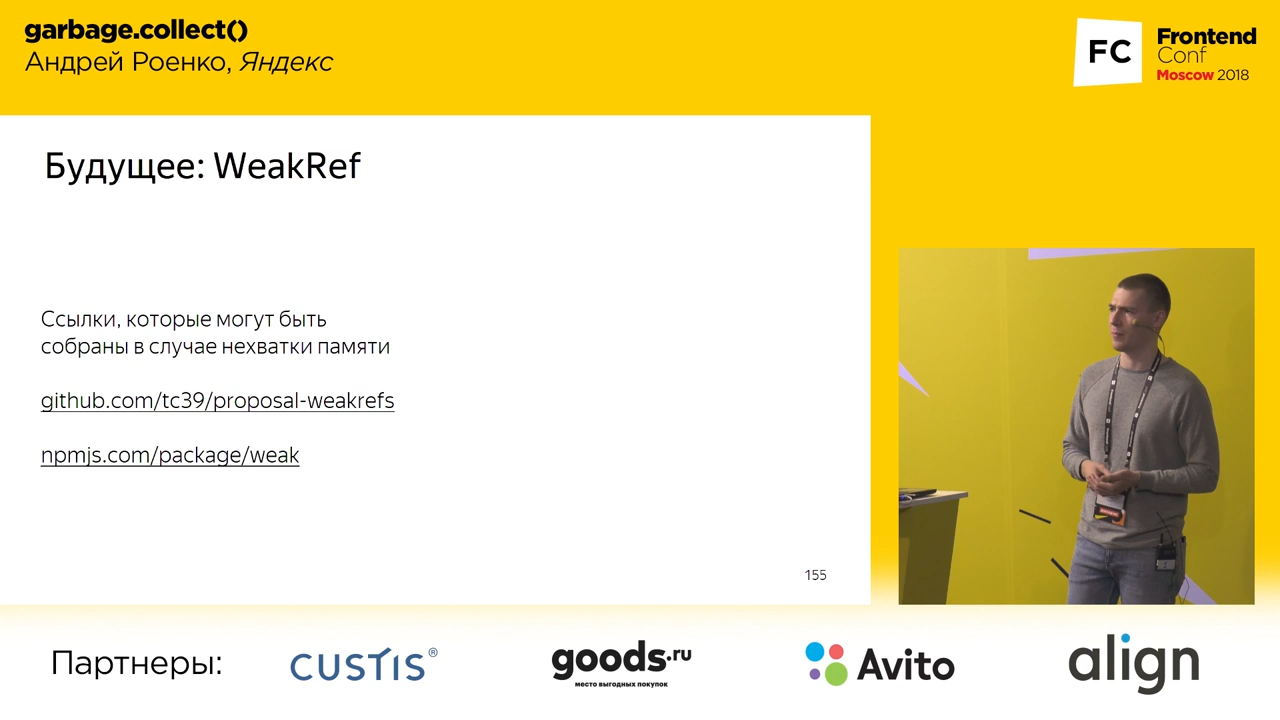 garbage.collect()
Андрей Роенко, Яндекс
FC
Frontend
Conf
Moscow 2018
Будущее: WeakRef
Ссылки, которые могут быть
собраны в случае нехватки памяти
github.com/tc39/proposal-weakrefs
npmjs.com/package/weak
155
Партнеры:
CUSTIS®
goods.ru
место выгодных покупок
Avito
align